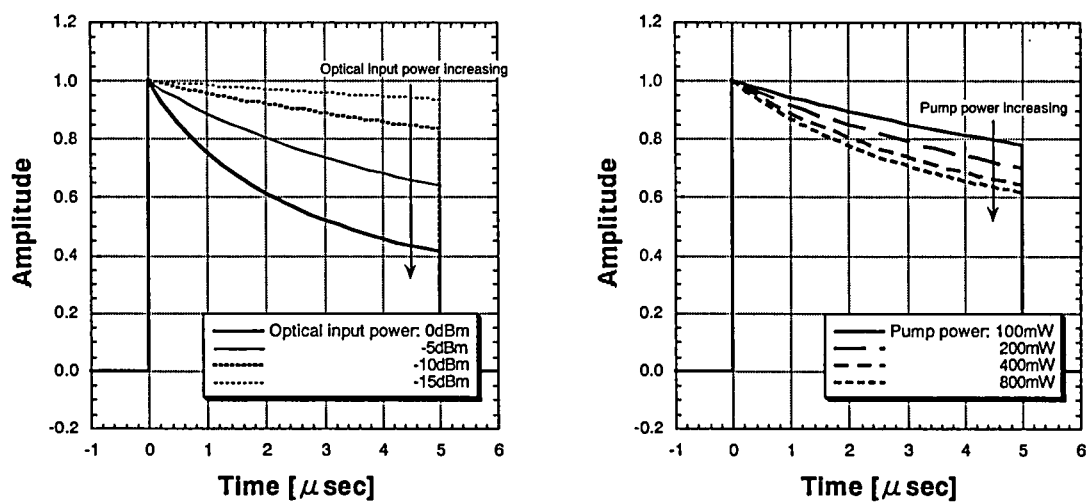 1.2
1.0
0.8
0.6
0.4
0.2
0.0
-0.2
Amplitude
Optical input power increasing
Optical input power: 0dBm
-5dBm
-10dBm
-15dBm
-1 0 1 2 3 4 5 6
Time [μsec]
1.2
1.0
0.8
0.6
0.4
0.2
0.0
-0.2
Amplitude
Pump power increasing
Pump power: 100mW
200mW
400mW
800mW
-1 0 1 2 3 4 5 6
Time [μsec]